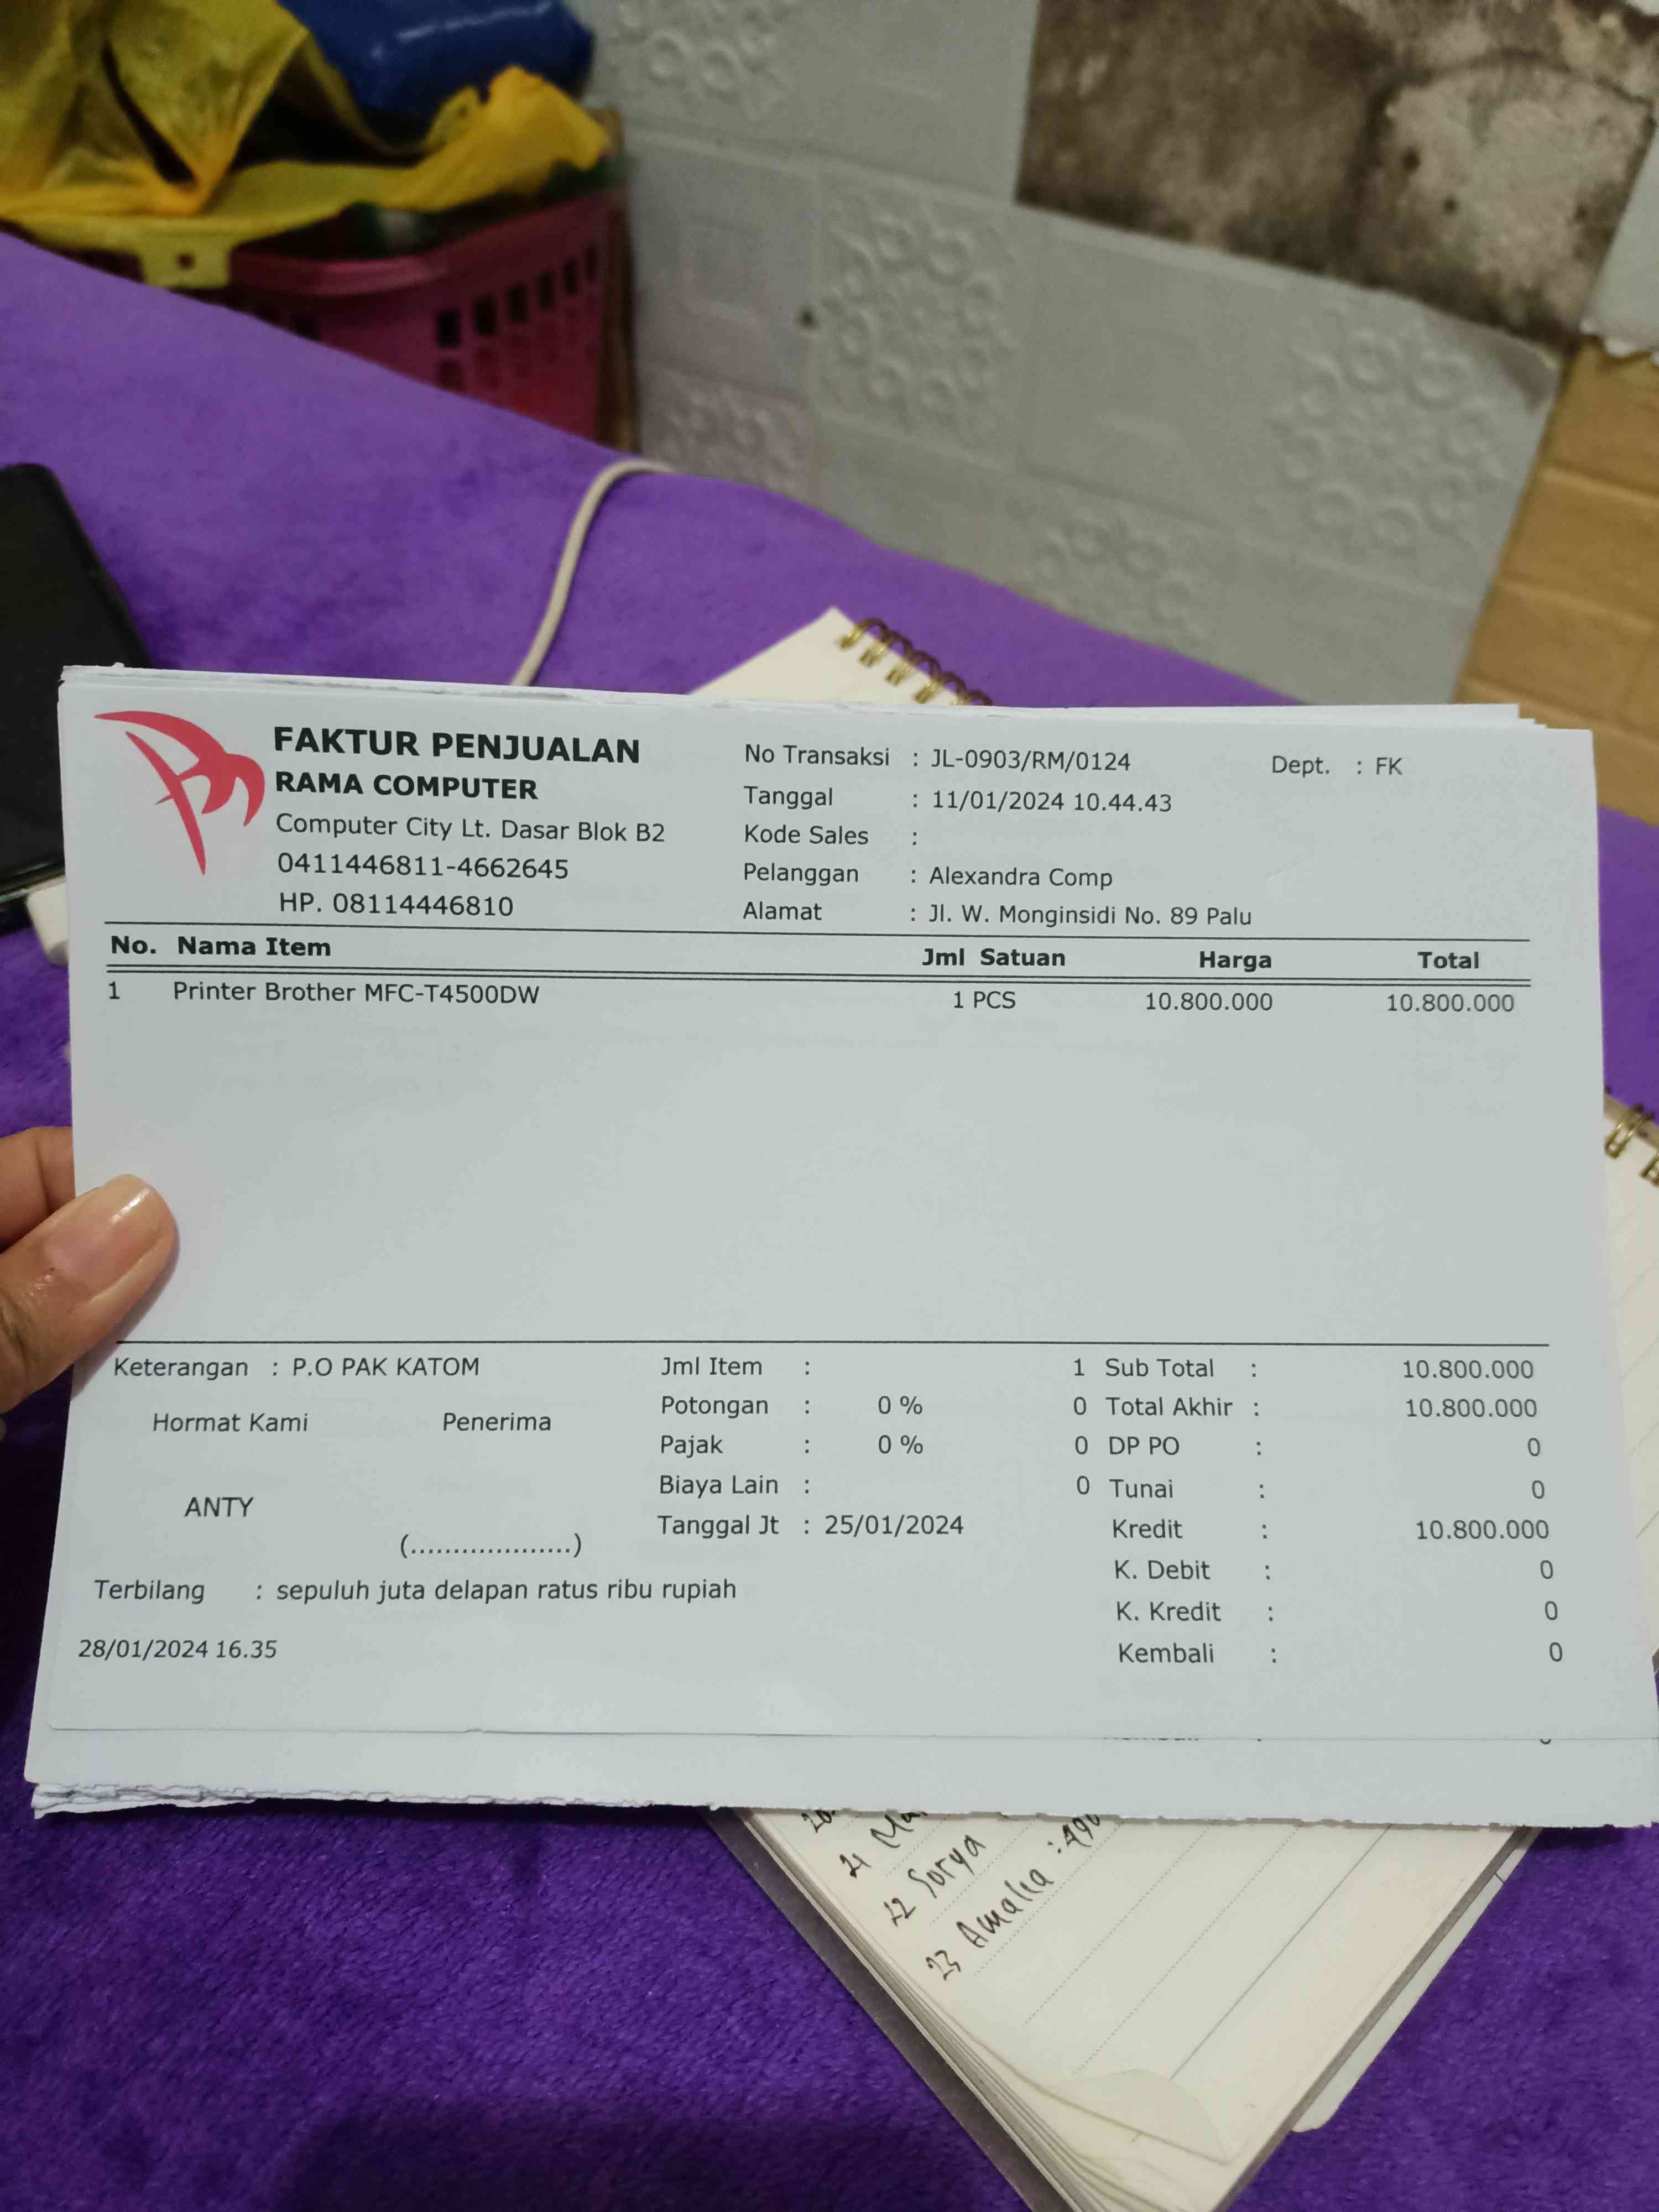 FAKTUR PENJUALAN
RAMA COMPUTER
Computer City Lt. Dasar Blok B2
0411446811-4662645
HP. 08114446810
No Transaksi : JL-0903/RM/0124 Dept. : FK
Tanggal : 11/01/2024 10.44.43
Kode Sales :
Pelanggan : Alexandra Comp
Alamat : Jl. W. Monginsidi No. 89 Palu
No. Nama Item Jml Satuan Harga Total
1 Printer Brother MFC-T4500DW 1 PCS 10.800.000 10.800.000
Keterangan : P.O PAK KATOM
Hormat Kami Penerima
ANTY
(...................)
Terbilang : sepuluh juta delapan ratus ribu rupiah
28/01/2024 16.35
Jml Item : 1
Potongan : 0 % 0
Pajak : 0 % 0
Biaya Lain : 0
Tanggal Jt : 25/01/2024
Sub Total : 10.800.000
Total Akhir : 10.800.000
DP PO : 0
Tunai : 0
Kredit : 10.800.000
K. Debit : 0
K. Kredit : 0
Kembali : 0
21
22 Sorya
23 Amalia :